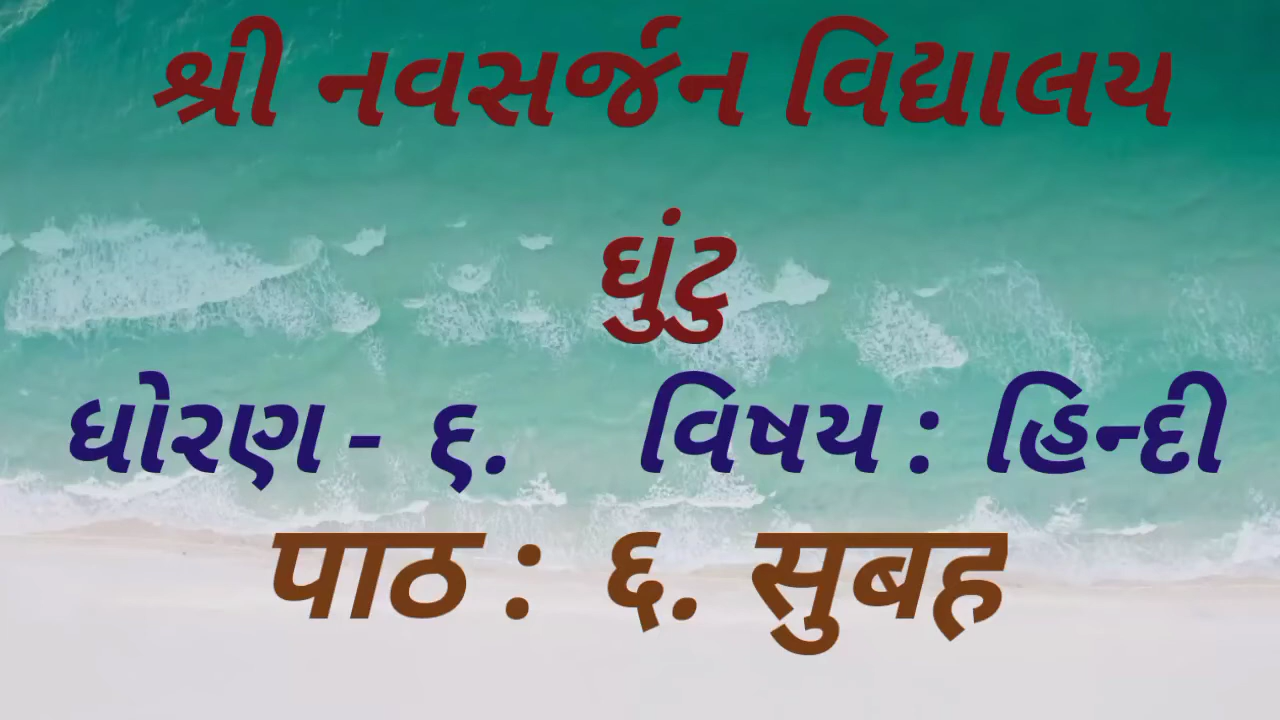 શ્રી નવસર્જન વિદ્યાલય
ઘુંટુ
ધોરણ - ૬. વિષય : હિન્દી
पाठ : ६. सुबह